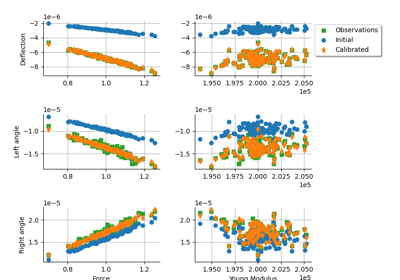 1e−6
1e−6
Deflection
−2
−4
−6
−8
0.8
1.0
1.2
−2
−4
−6
−8
1.950
1.975
2.000
2.025
2.050
1e5
Observations
Initial
Calibrated
1e−5
1e−5
Left angle
−1.0
−1.5
0.8
1.0
1.2
−1.0
−1.5
1.950
1.975
2.000
2.025
2.050
1e5
1e−5
1e−5
Right angle
2.0
1.5
0.8
1.0
1.2
2.0
1.5
1.950
1.975
2.000
2.025
2.050
1e5
Force
Young Modulus